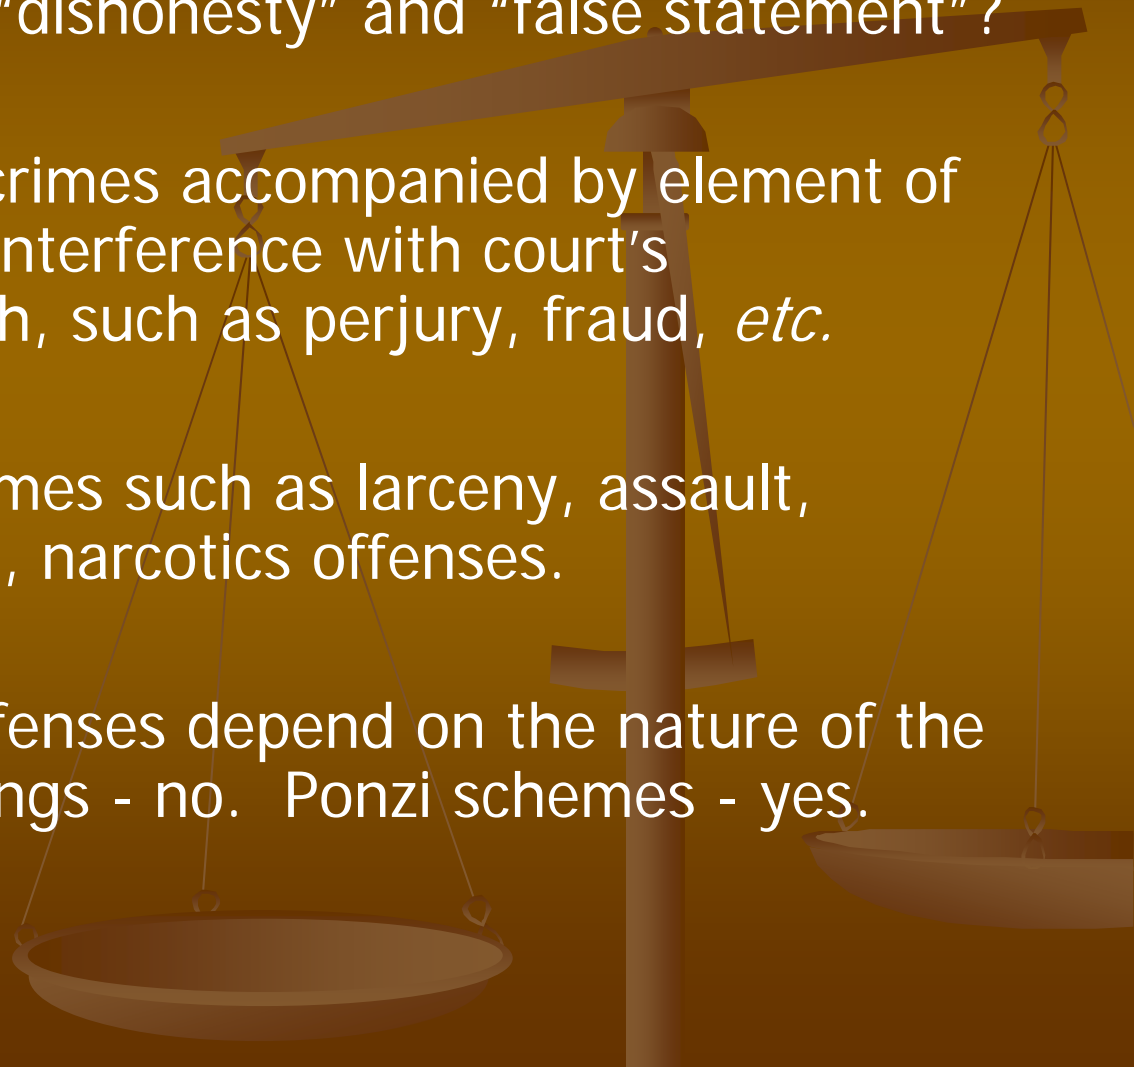 "dishonesty" and "false statement"?
crimes accompanied by element of
nterference with court's
h, such as perjury, fraud, etc.
mes such as larceny, assault,
, narcotics offenses.
fenses depend on the nature of the
ngs - no. Ponzi schemes - yes.